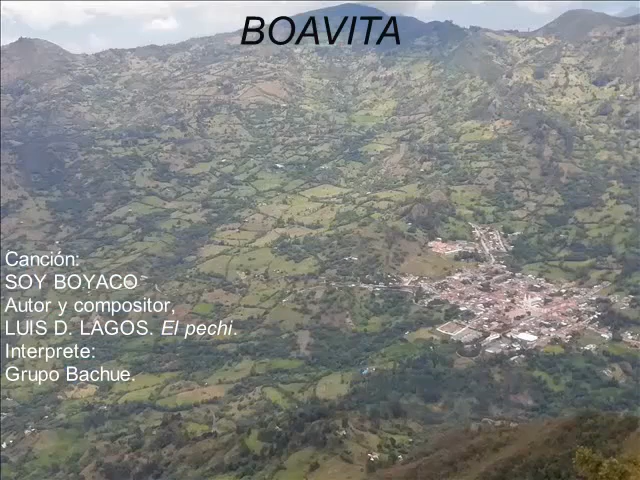 BOAVITA
Canción:
SOY BOYACO
Autor y compositor,
LUIS D. LAGOS. El pechi.
Interprete:
Grupo Bachue.